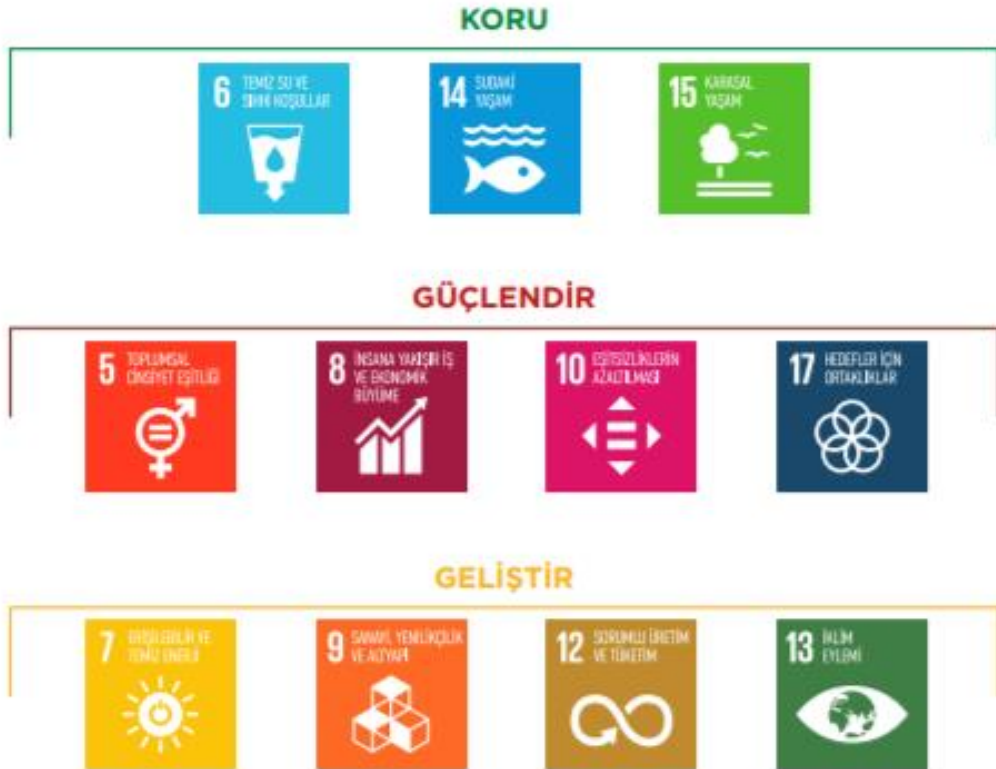 KORU
6 TEMİZ SU VE
SIHHİ KOŞULLAR
14 SUDAKİ
YAŞAM
15 KARASAL
YAŞAM
GÜÇLENDİR
5 TOPLUMSAL
CİNSİYET EŞİTLİĞİ
8 İNSANA YAKIŞIR İŞ
VE EKONOMİK
BÜYÜME
10 EŞİTSİZLİKLERİN
AZALTILMASI
17 HEDEFLER İÇİN
ORTAKLIKLAR
GELİŞTİR
7 ERİŞİLEBİLİR VE
TEMİZ ENERJİ
9 SANAYİ, YENİLİKÇİLİK
VE ALTYAPI
12 SORUMLU ÜRETİM
VE TÜKETİM
13 İKLİM
EYLEMİ